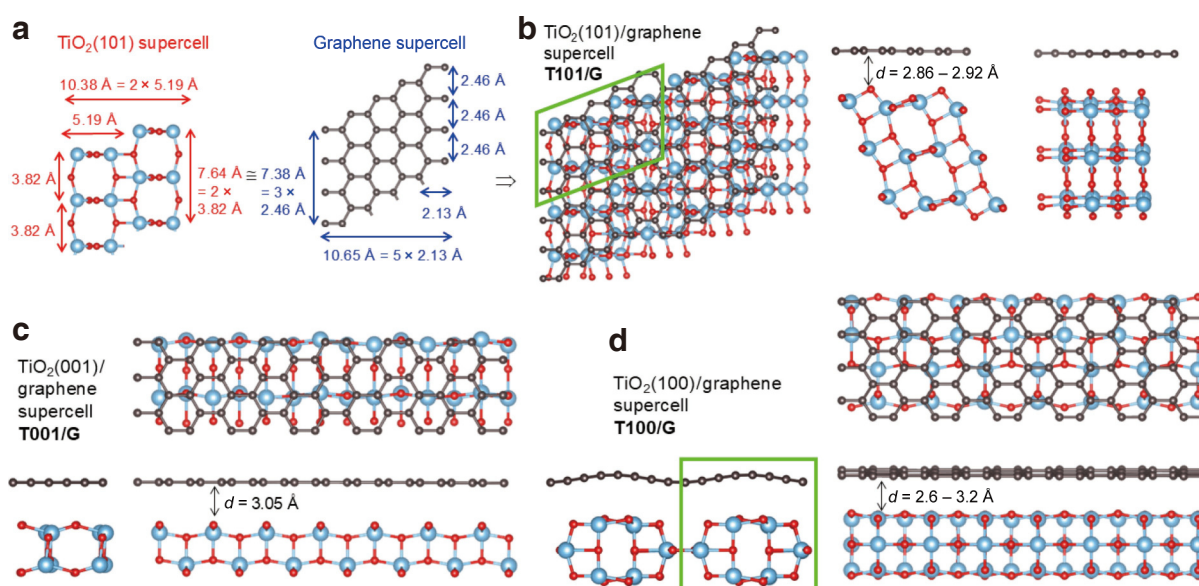 a
TiO2(101) supercell
10.38 Å = 2 × 5.19 Å
5.19 Å
3.82 Å
3.82 Å
7.64 Å
= 2 ×
3.82 Å
≅
Graphene supercell
2.46 Å
2.46 Å
2.46 Å
7.38 Å
= 3 ×
2.46 Å
2.13 Å
10.65 Å = 5 × 2.13 Å
⇒
b
TiO2(101)/graphene
supercell
T101/G
d = 2.86 – 2.92 Å
c
TiO2(001)/
graphene
supercell
T001/G
d = 3.05 Å
d
TiO2(100)/graphene
supercell
T100/G
d = 2.6 – 3.2 Å